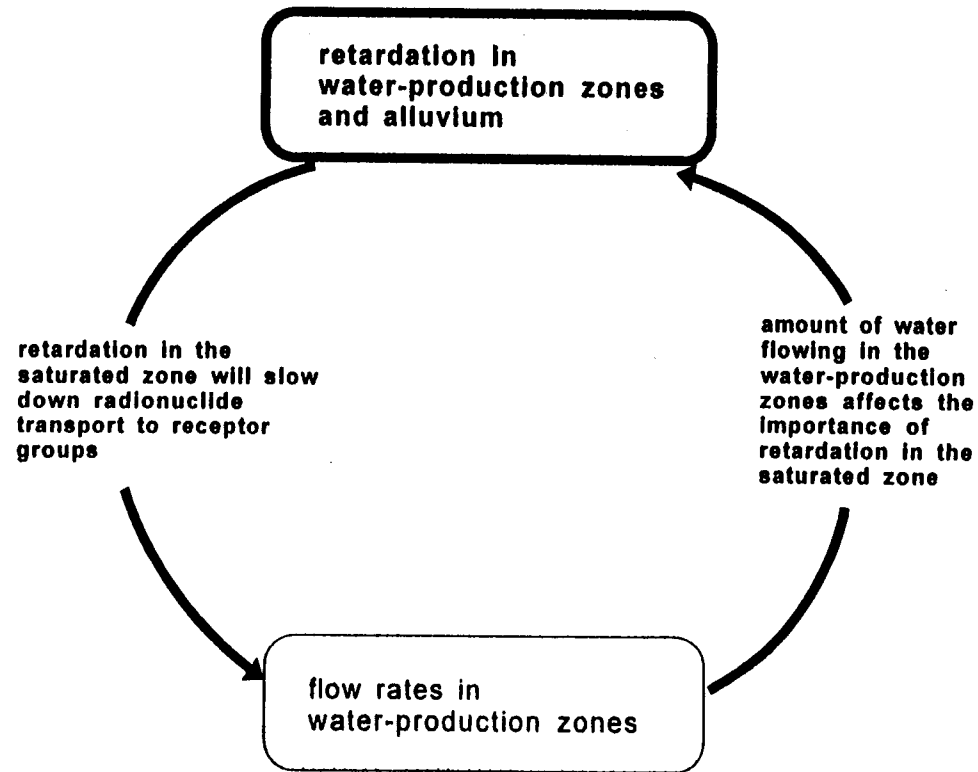 retardation in
water-production zones
and alluvium
retardation in the
saturated zone will slow
down radionuclide
transport to receptor
groups
amount of water
flowing in the
water-production
zones affects the
importance of
retardation in the
saturated zone
flow rates in
water-production zones